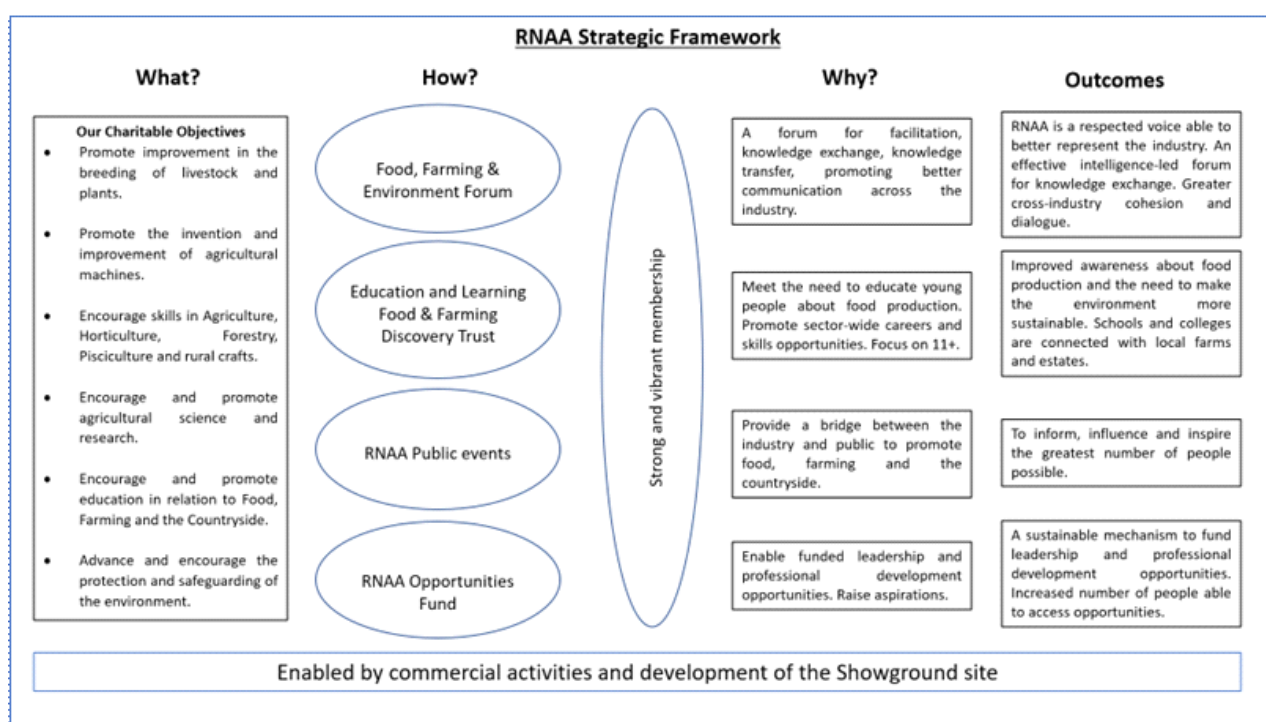 RNAA Strategic Framework
What?
How?
Why?
Outcomes
Our Charitable Objectives
• Promote improvement in the
breeding of livestock and
plants.
• Promote the invention and
improvement of agricultural
machines.
• Encourage skills in Agriculture,
Horticulture, Forestry,
Pisciculture and rural crafts.
• Encourage and promote
agricultural science and
research.
• Encourage and promote
education in relation to Food,
Farming and the Countryside.
• Advance and encourage the
protection and safeguarding of
the environment.
Food, Farming &
Environment Forum
Education and Learning
Food & Farming
Discovery Trust
RNAA Public events
RNAA Opportunities
Fund
Strong and vibrant membership
A forum for facilitation,
knowledge exchange, knowledge
transfer, promoting better
communication across the
industry.
Meet the need to educate young
people about food production.
Promote sector-wide careers and
skills opportunities. Focus on 11+.
Provide a bridge between the
industry and public to promote
food, farming and the
countryside.
Enable funded leadership and
professional development
opportunities. Raise aspirations.
RNAA is a respected voice able to
better represent the industry. An
effective intelligence-led forum
for knowledge exchange. Greater
cross-industry cohesion and
dialogue.
Improved awareness about food
production and the need to make
the environment more
sustainable. Schools and colleges
are connected with local farms
and estates.
To inform, influence and inspire
the greatest number of people
possible.
A sustainable mechanism to fund
leadership and professional
development opportunities.
Increased number of people able
to access opportunities.
Enabled by commercial activities and development of the Showground site